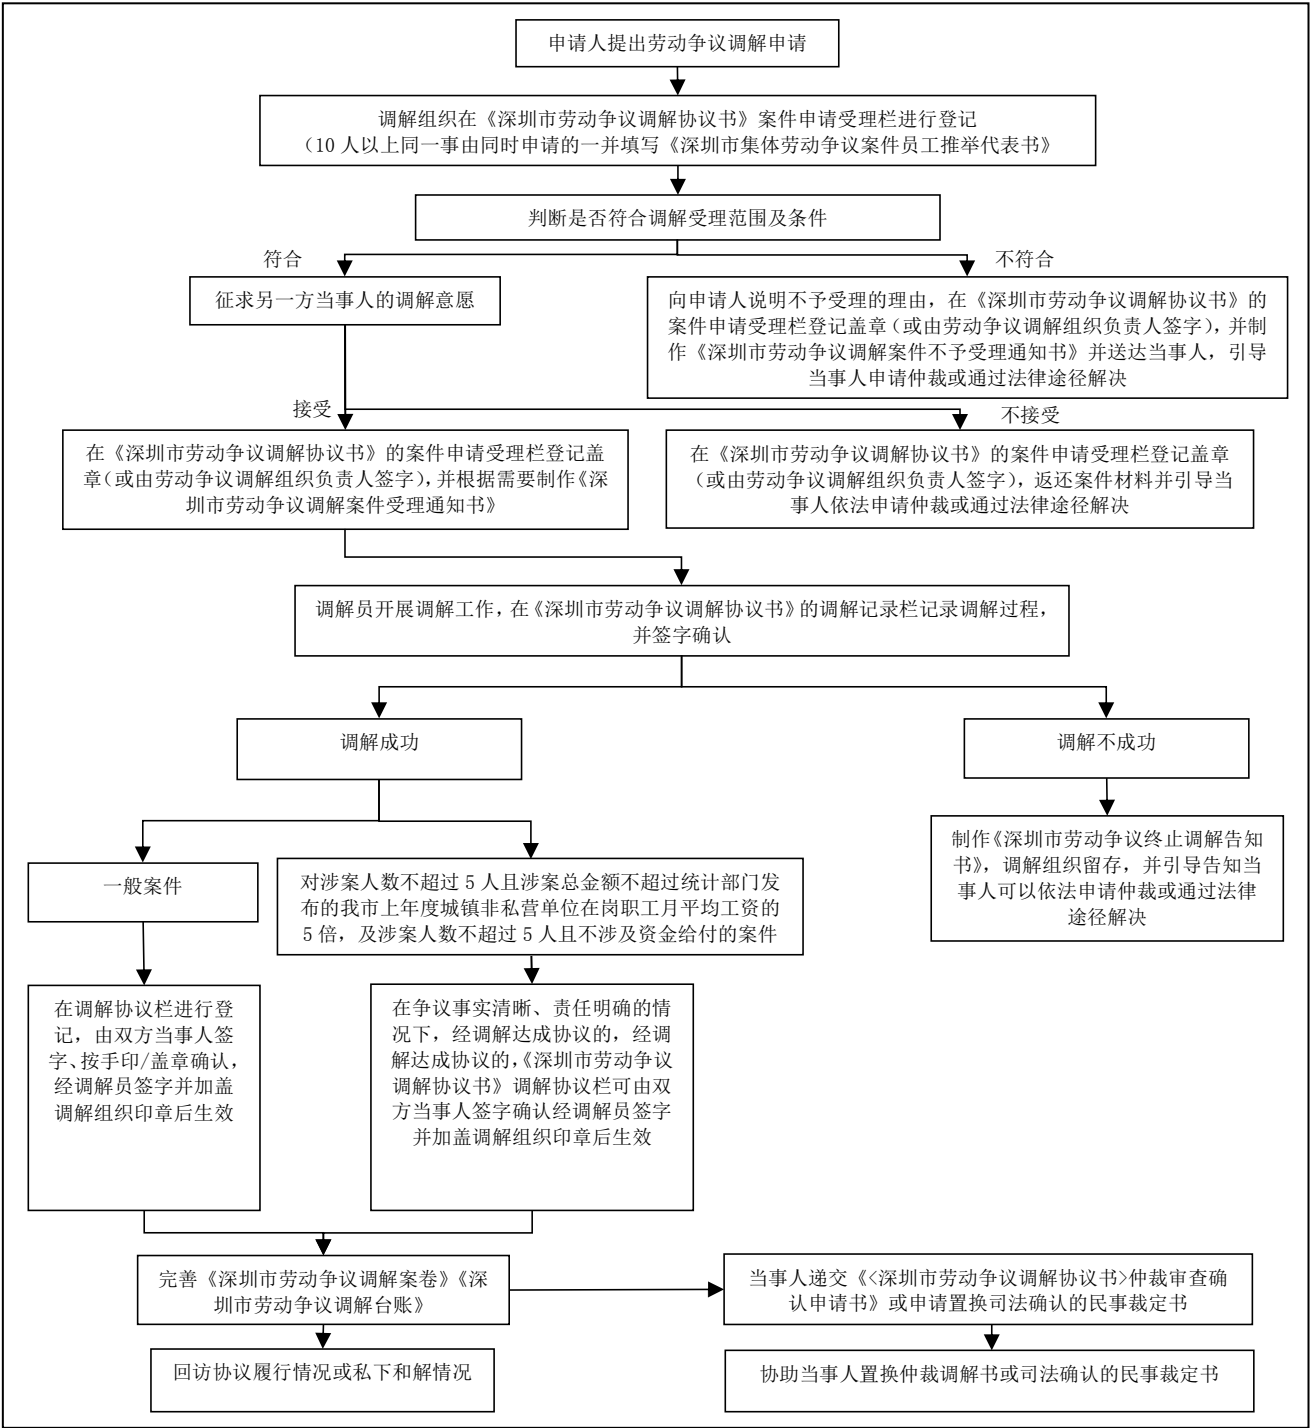 申请人提出劳动争议调解申请
调解组织在《深圳市劳动争议调解协议书》案件申请受理栏进行登记
（10 人以上同一事由同时申请的一并填写《深圳市集体劳动争议案件员工推举代表书》
判断是否符合调解受理范围及条件
符合
不符合
征求另一方当事人的调解意愿
向申请人说明不予受理的理由，在《深圳市劳动争议调解协议书》的
案件申请受理栏登记盖章（或由劳动争议调解组织负责人签字），并制
作《深圳市劳动争议调解案件不予受理通知书》并送达当事人，引导
当事人申请仲裁或通过法律途径解决
接受
不接受
在《深圳市劳动争议调解协议书》的案件申请受理栏登记盖
章（或由劳动争议调解组织负责人签字），并根据需要制作《深
圳市劳动争议调解案件受理通知书》
在《深圳市劳动争议调解协议书》的案件申请受理栏登记盖章
（或由劳动争议调解组织负责人签字），返还案件材料并引导当
事人依法申请仲裁或通过法律途径解决
调解员开展调解工作，在《深圳市劳动争议调解协议书》的调解记录栏记录调解过程，
并签字确认
调解成功
调解不成功
一般案件
对涉案人数不超过 5 人且涉案总金额不超过统计部门发
布的我市上年度城镇非私营单位在岗职工月平均工资的
5 倍，及涉案人数不超过 5 人且不涉及资金给付的案件
制作《深圳市劳动争议终止调解告知
书》，调解组织留存，并引导告知当
事人可以依法申请仲裁或通过法律
途径解决
在调解协议栏进行登
记，由双方当事人签
字、按手印/盖章确认，
经调解员签字并加盖
调解组织印章后生效
在争议事实清晰、责任明确的情
况下，经调解达成协议的，经调
解达成协议的，《深圳市劳动争议
调解协议书》调解协议栏可由双
方当事人签字确认经调解员签字
并加盖调解组织印章后生效
完善《深圳市劳动争议调解案卷》《深
圳市劳动争议调解台账》
当事人递交《<深圳市劳动争议调解协议书>仲裁审查确
认申请书》或申请置换司法确认的民事裁定书
回访协议履行情况或私下和解情况
协助当事人置换仲裁调解书或司法确认的民事裁定书